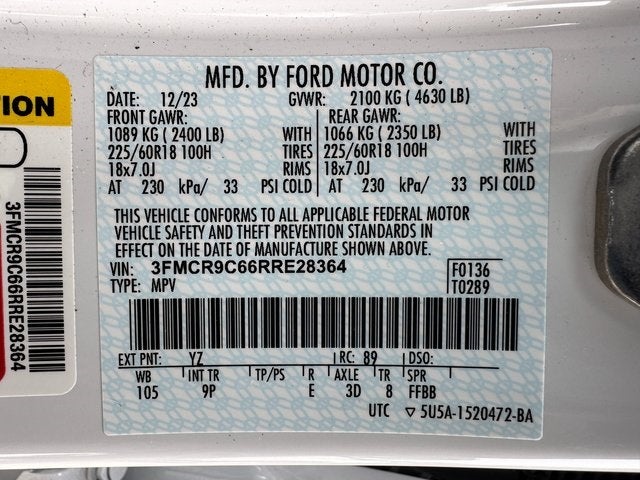 MFD. BY FORD MOTOR CO.
DATE: 12/23 GVWR: 2100 KG ( 4630 LB)
FRONT GAWR: REAR GAWR:
1089 KG ( 2400 LB) WITH 1066 KG ( 2350 LB) WITH
225/60R18 100H TIRES 225/60R18 100H TIRES
18x7.0J RIMS 18x7.0J RIMS
AT 230 kPa/ 33 PSI COLD AT 230 kPa/ 33 PSI COLD
THIS VEHICLE CONFORMS TO ALL APPLICABLE FEDERAL MOTOR
VEHICLE SAFETY AND THEFT PREVENTION STANDARDS IN
EFFECT ON THE DATE OF MANUFACTURE SHOWN ABOVE.
VIN: 3FMCR9C66RRE28364 F0136
TYPE: MPV T0289
EXT PNT: YZ RC: 89 DSO:
WB INT TR TP/PS R AXLE TR SPR
105 9P E 3D 8 FFBB
UTC ▽ 5U5A-1520472-BA
3FMCR9C66RRE28364